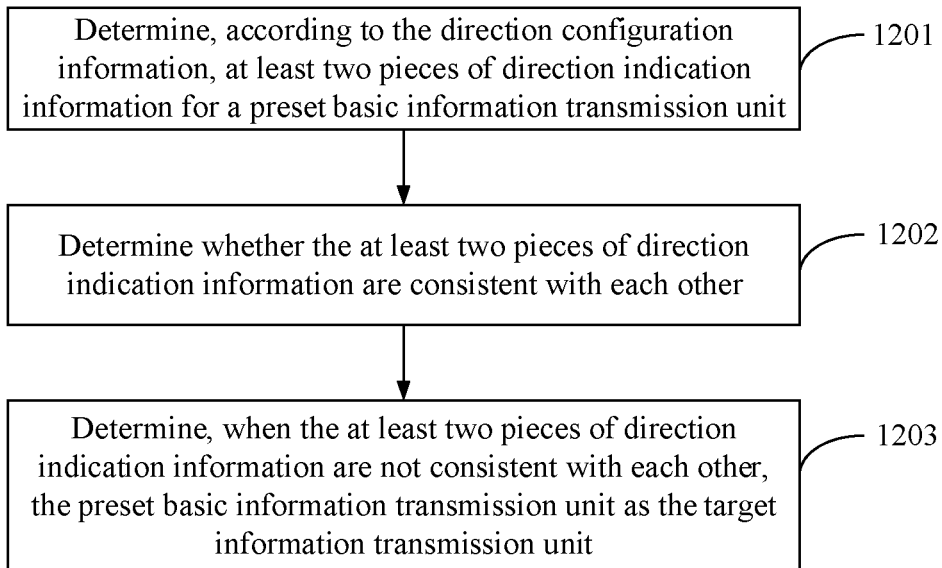 Determine, according to the direction configuration
information, at least two pieces of direction indication
information for a preset basic information transmission unit
1201
Determine whether the at least two pieces of direction
indication information are consistent with each other
1202
Determine, when the at least two pieces of direction
indication information are not consistent with each other,
the preset basic information transmission unit as the target
information transmission unit
1203